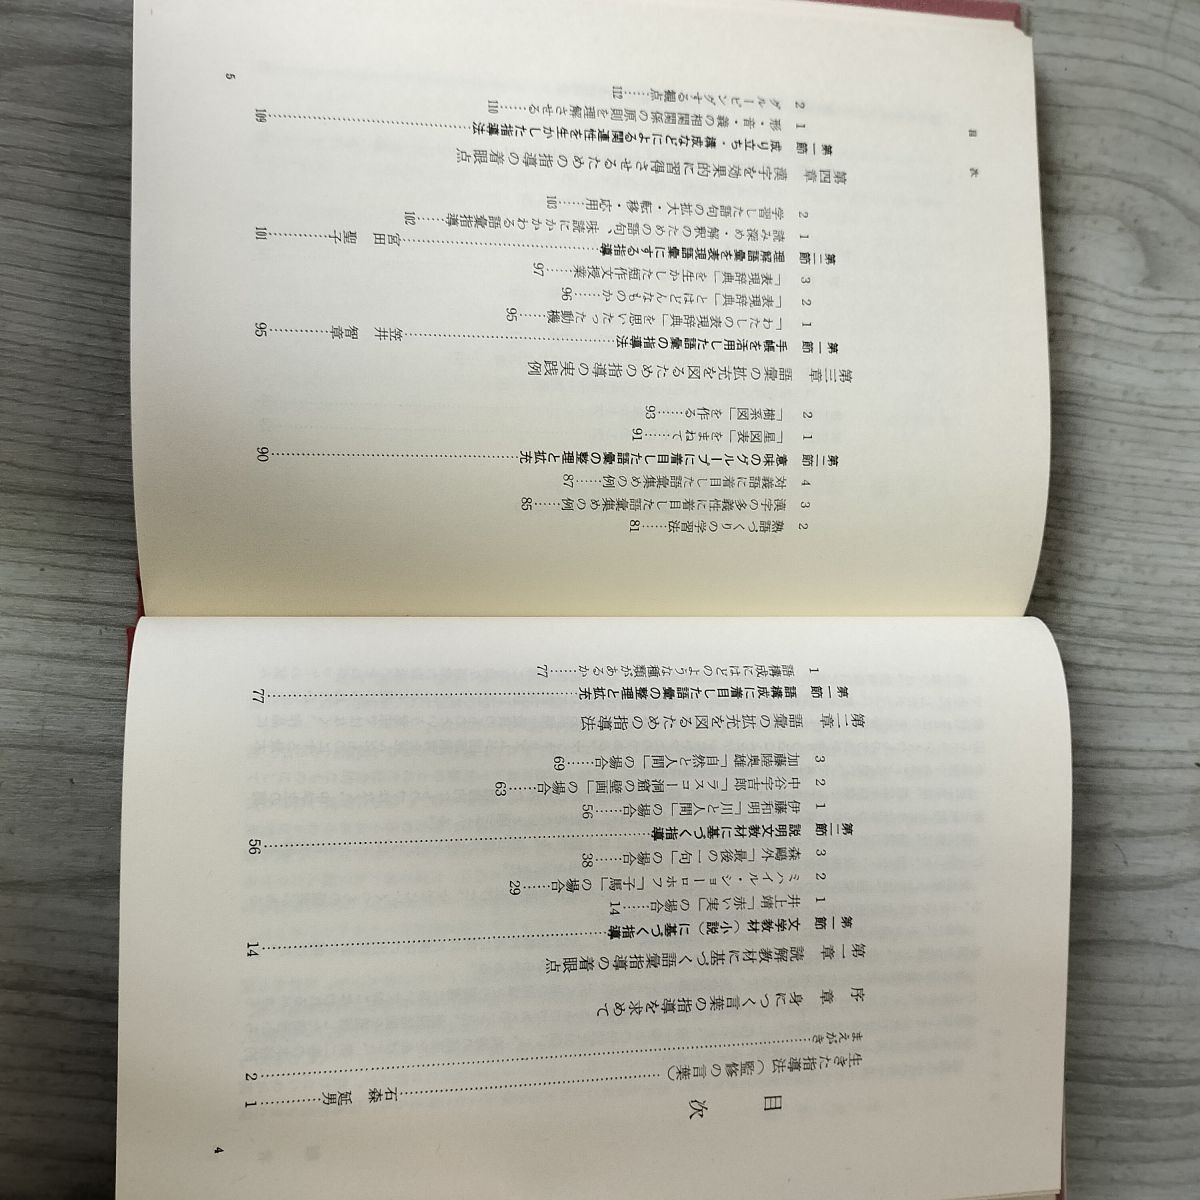 目次
生きた指導法（監修の言葉）……石森 延男……1
まえがき……2
序章 身につく言葉の指導を求めて
第一章 読解教材に基づく語彙指導の着眼点
第一節 文学教材（小説）に基づく指導……14
1 井上靖「赤い実」の場合……14
2 ミハイル・ショーロホフ「子馬」の場合……29
3 森鷗外「最後の一句」の場合……38
第二節 説明文教材に基づく指導……56
1 伊藤和明「川と人間」の場合……56
2 中谷宇吉郎「ラスコー洞窟の壁画」の場合……63
3 加藤陸奥雄「自然と人間」の場合……69
第二章 語彙の拡充を図るための指導法
第一節 語構成に着目した語彙の整理と拡充……77
1 語構成にはどのような種類があるか……77
4
目次
2 熟語づくりの学習法……81
3 漢字の多義性に着目した語彙集めの例……85
4 対義語に着目した語彙集めの例……87
第二節 意味のグループに着目した語彙の整理と拡充……90
1 「星図表」をまねて……91
2 「樹系図」を作る……93
第三章 語彙の拡充を図るための指導の実践例
第一節 手帳を活用した語彙の指導法……笠井 智章……95
1 「わたしの表現辞典」を思いたった動機……95
2 「表現辞典」とはどんなものか……96
3 「表現辞典」を生かした短作文授業……97
第二節 理解語彙を表現語彙にする指導……宮田 聖子……101
1 読み深め・解釈のための語句、味読にかかわる語彙指導……102
2 学習した語句の拡大・転移・応用……103
第四章 漢字を効果的に習得させるための指導の着眼点
第一節 成り立ち・構成などによる関連性を生かした指導法……109
1 形・音・義の相関関係の原則を理解させる……110
2 グルーピングする観点……112
5